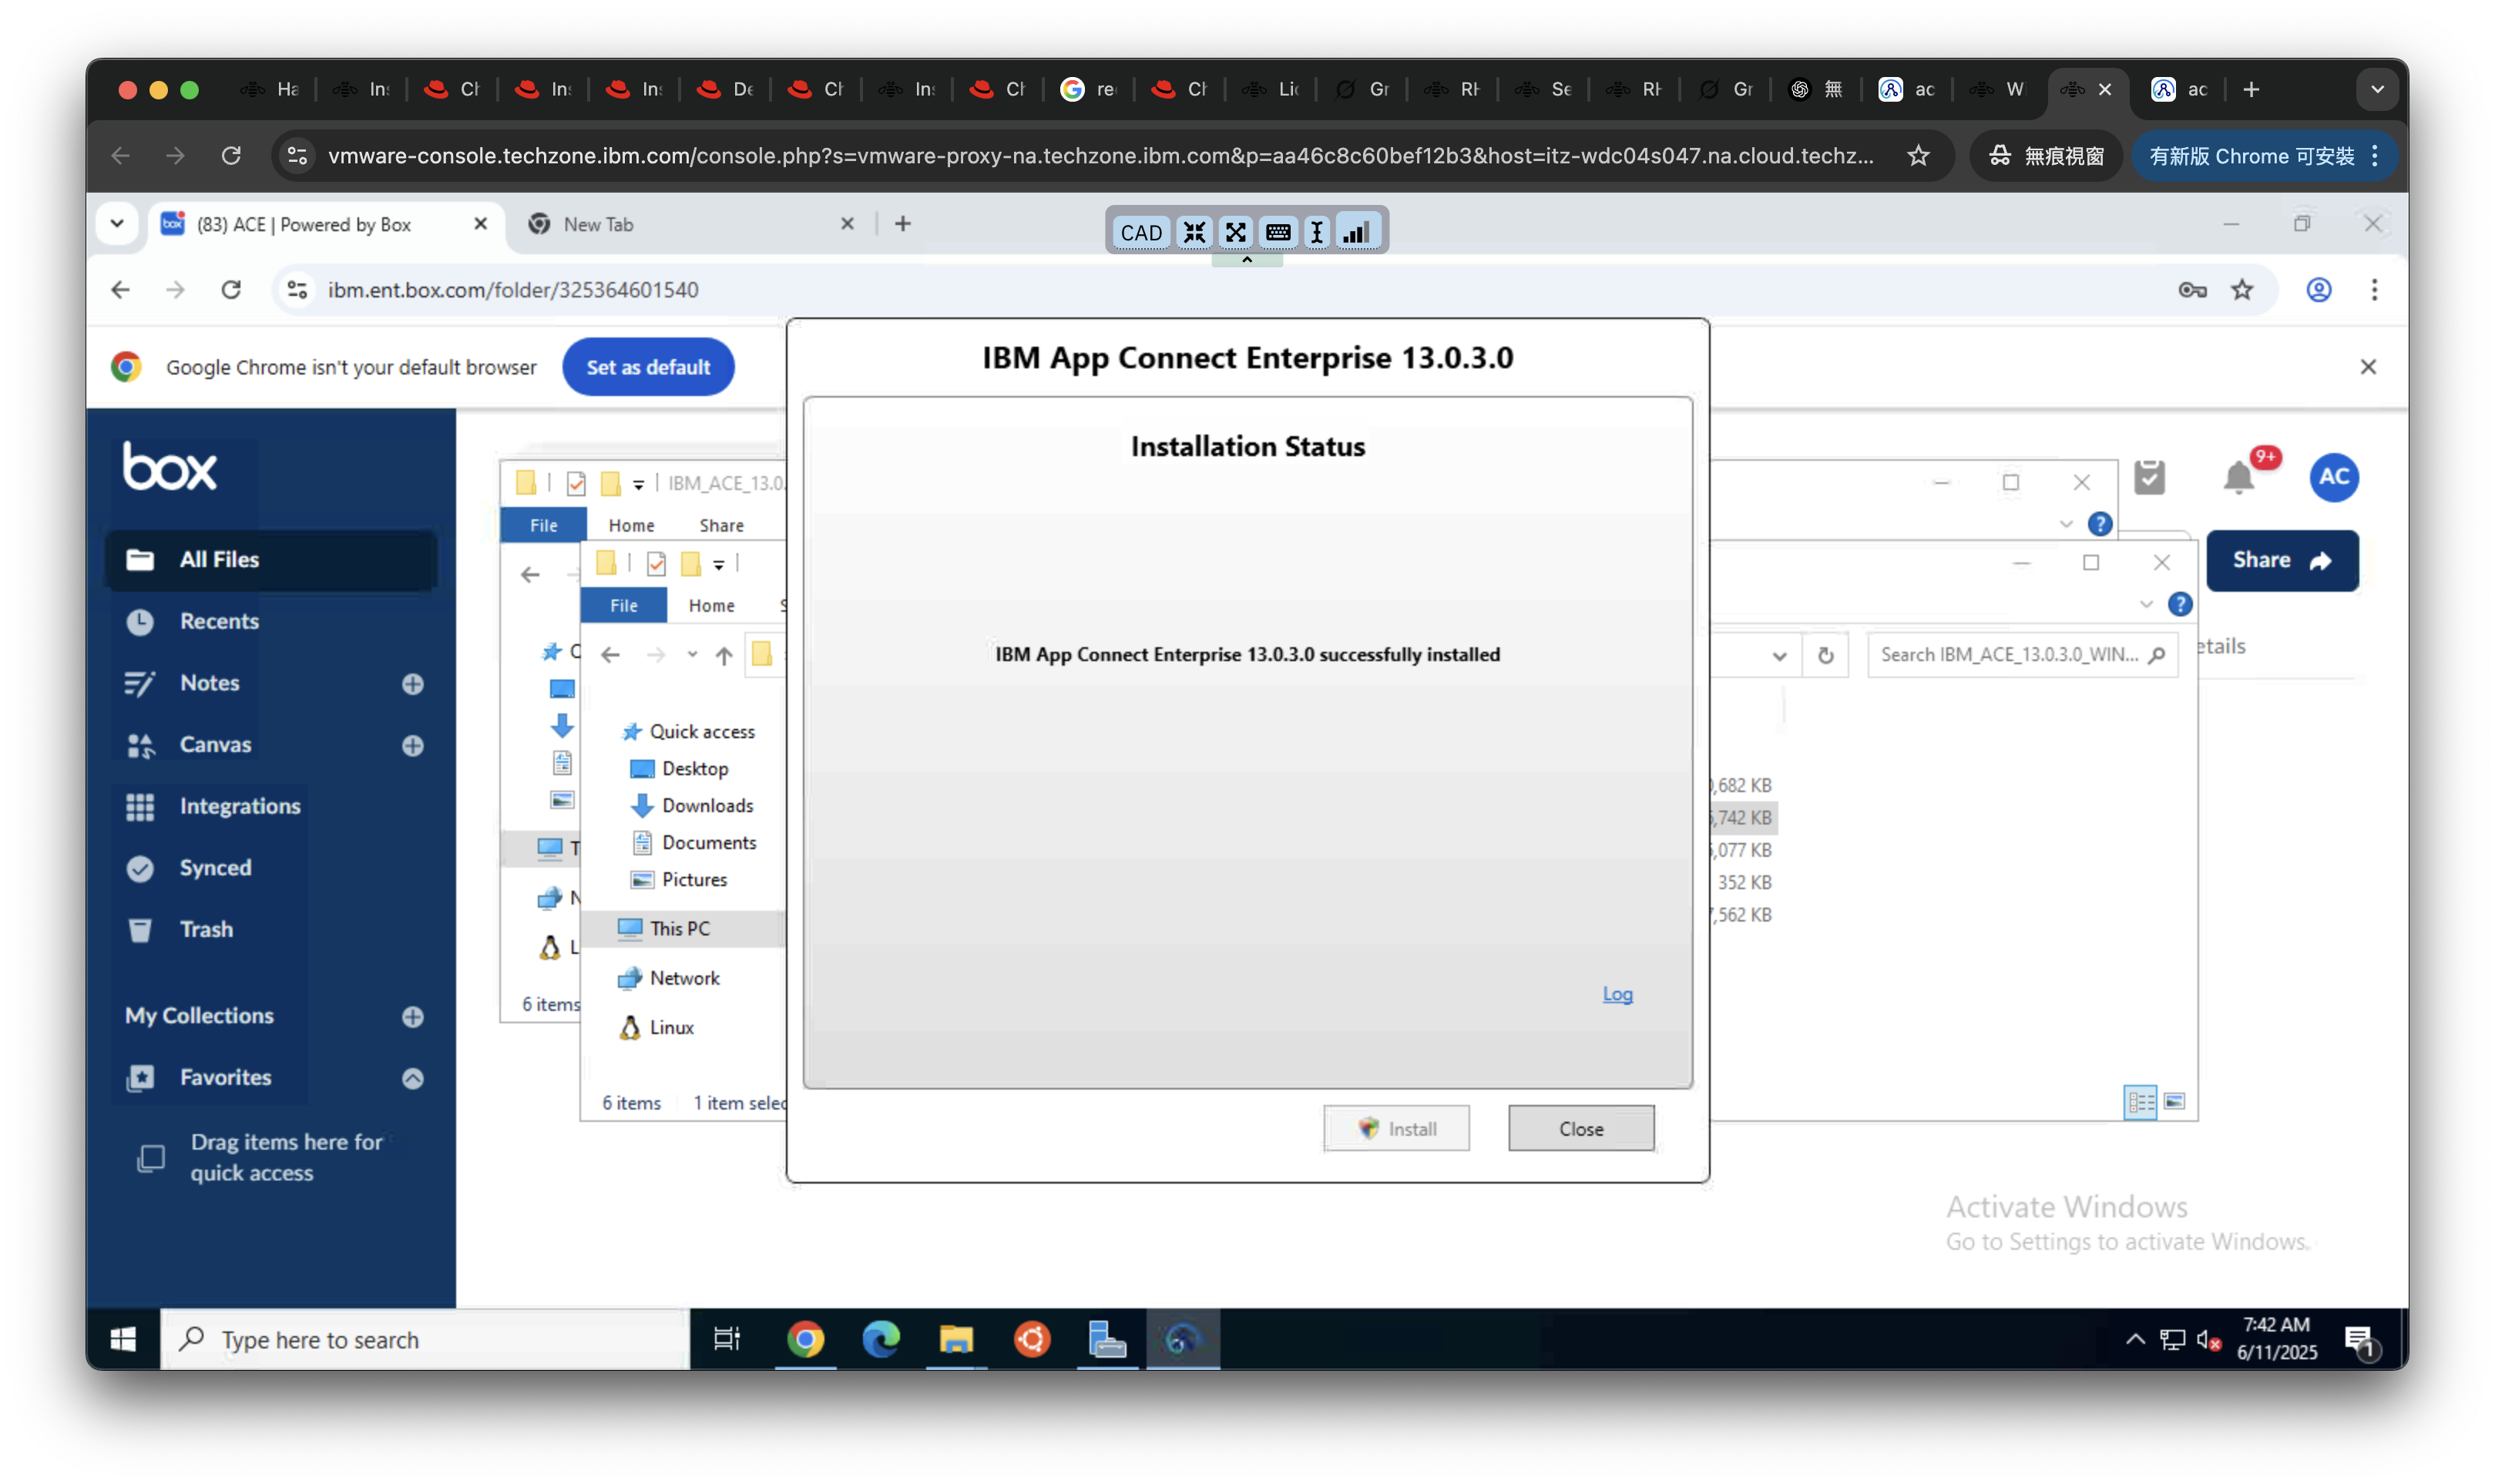 Ha
In
Ch
In
In
De
Ch
In
Ch
re
Ch
Lic
Gr
RH
Se
RH
Gr
無
ac
W
ac
vmware-console.techzone.ibm.com/console.php?s=vmware-proxy-na.techzone.ibm.com&p=aa46c8c60bef12b3&host=itz-wdc04s047.na.cloud.techz...
無痕視窗
有新版 Chrome 可安裝
box
(83) ACE | Powered by Box
New Tab
CAD
ibm.ent.box.com/folder/325364601540
Google Chrome isn't your default browser
Set as default
IBM App Connect Enterprise 13.0.3.0
Installation Status
IBM App Connect Enterprise 13.0.3.0 successfully installed
Log
Install
Close
box
All Files
Recents
Notes
Canvas
Integrations
Synced
Trash
My Collections
Favorites
Drag items here for
quick access
IBM_ACE_13.0.
File
Home
Share
6 items
File
Home
S
Quick access
Desktop
Downloads
Documents
Pictures
This PC
Network
Linux
6 items
1 item selec
Search IBM_ACE_13.0.3.0_WIN...
,682 KB
,742 KB
,077 KB
352 KB
7,562 KB
9+
AC
Share
etails
Activate Windows
Go to Settings to activate Windows.
Type here to search
7:42 AM
6/11/2025
1